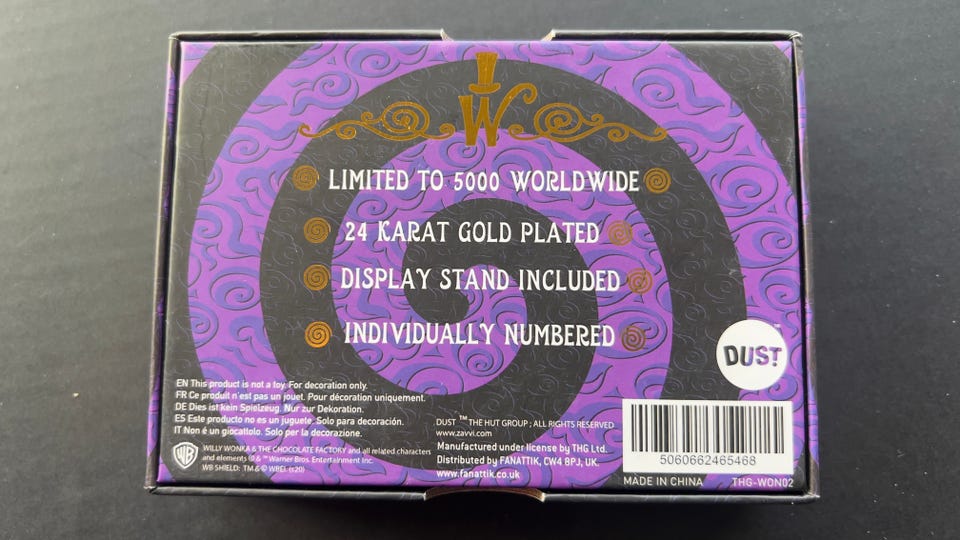 W
LIMITED TO 5000 WORLDWIDE
24 KARAT GOLD PLATED
DISPLAY STAND INCLUDED
INDIVIDUALLY NUMBERED
DUST™
EN This product is not a toy. For decoration only.
FR Ce produit n'est pas un jouet. Pour décoration uniquement.
DE Dies ist kein Spielzeug. Nur zur Dekoration.
ES Este producto no es un juguete. Solo para decoración.
IT Non é un giocattolo. Solo per la decorazione.
WB
WILLY WONKA & THE CHOCOLATE FACTORY and all related characters
and elements © & ™ Warner Bros. Entertainment Inc.
WB SHIELD: TM & © WBEI. (s20)
DUST ™ THE HUT GROUP ; ALL RIGHTS RESERVED
www.zavvi.com
Manufactured under license by THG Ltd.
Distributed by FANATTIK, CW4 8PJ, UK.
www.fanattik.co.uk
5060662465468
MADE IN CHINA THG-WON02